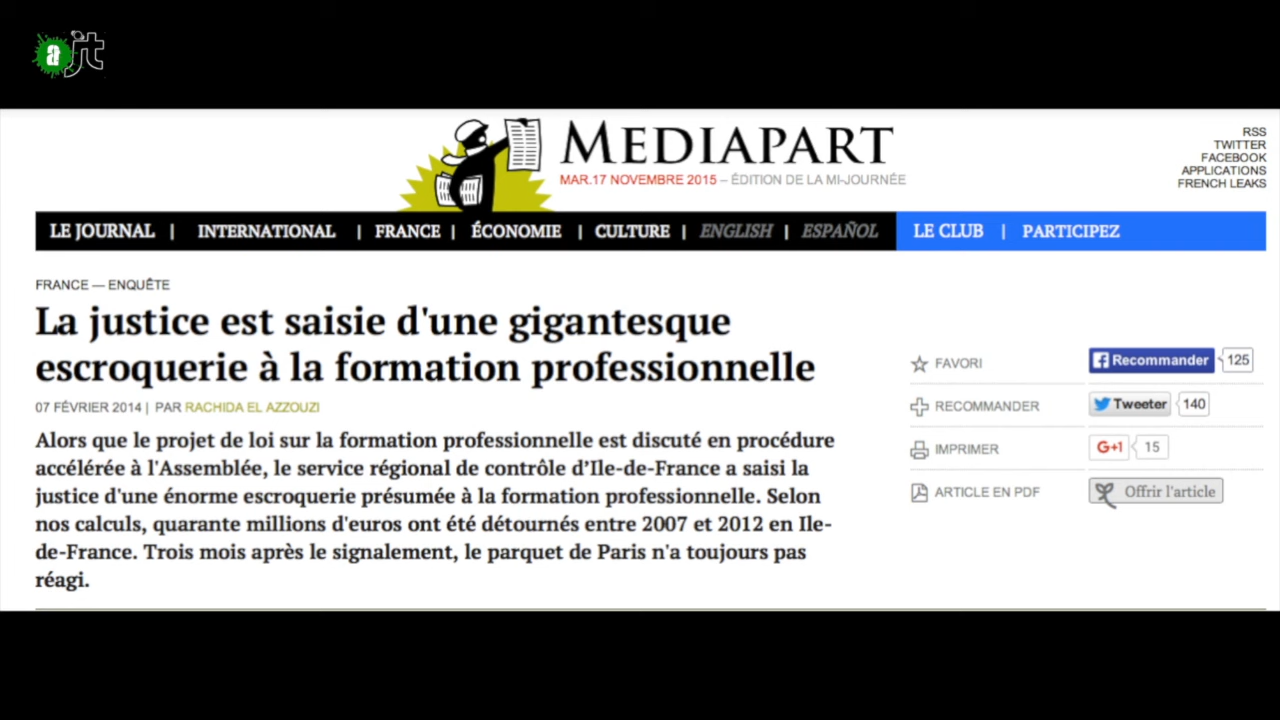 a jt
MEDIAPART
MAR.17 NOVEMBRE 2015 – ÉDITION DE LA MI-JOURNÉE
RSS
TWITTER
FACEBOOK
APPLICATIONS
FRENCH LEAKS
LE JOURNAL | INTERNATIONAL | FRANCE | ÉCONOMIE | CULTURE | ENGLISH | ESPAÑOL LE CLUB | PARTICIPEZ
FRANCE — ENQUÊTE
La justice est saisie d'une gigantesque
escroquerie à la formation professionnelle
07 FÉVRIER 2014 | PAR RACHIDA EL AZZOUZI
Alors que le projet de loi sur la formation professionnelle est discuté en procédure
accélérée à l'Assemblée, le service régional de contrôle d’Ile-de-France a saisi la
justice d'une énorme escroquerie présumée à la formation professionnelle. Selon
nos calculs, quarante millions d'euros ont été détournés entre 2007 et 2012 en Ile-
de-France. Trois mois après le signalement, le parquet de Paris n'a toujours pas
réagi.
FAVORI
Recommander 125
RECOMMANDER
Tweeter 140
IMPRIMER
G+1 15
ARTICLE EN PDF
Offrir l'article